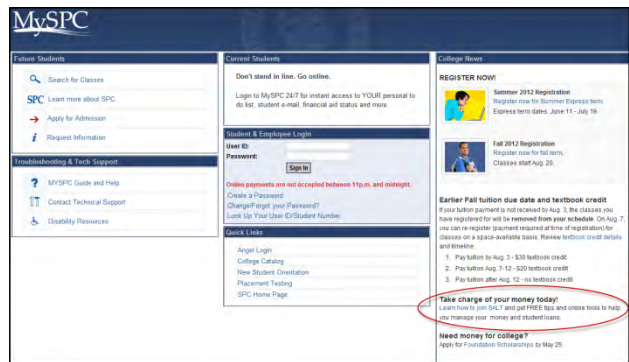 MySPC
Future Students
Search for Classes
SPC Learn more about SPC
Apply for Admission
Request Information
Troubleshooting & Tech Support
MYSPC Guide and Help
Contact Technical Support
Disability Resources
Current Students
Don't stand in line. Go online.
Login to MySPC 24/7 for instant access to YOUR personal to
do list, student e-mail, financial aid status and more.
Student & Employee Login
User ID:
Password:
Sign In
Online payments are not accepted between 11p.m. and midnight.
Create a Password
Change/Forgot your Password?
Look Up Your User ID/Student Number
Quick Links
Angel Login
College Catalog
New Student Orientation
Placement Testing
SPC Home Page
College News
REGISTER NOW!
Summer 2012 Registration
Register now for Summer Express term.
Express term dates: June 11 - July 19.
Fall 2012 Registration
Register now for fall term.
Classes start Aug. 20.
Earlier Fall tuition due date and textbook credit
If your tuition payment is not received by Aug. 3, the classes you
have registered for will be removed from your schedule. On Aug. 7,
you can re-register (payment required at time of registration) for
classes on a space-available basis. Review textbook credit details
and timeline.
1. Pay tuition by Aug. 3 - $30 textbook credit
2. Pay tuition Aug. 7-12 - $20 textbook credit
3. Pay tuition after Aug. 12 - no textbook credit
Take charge of your money today!
Learn how to join SALT and get FREE tips and online tools to help
you manage your money and student loans.
Need money for college?
Apply for Foundation Scholarships by May 25.